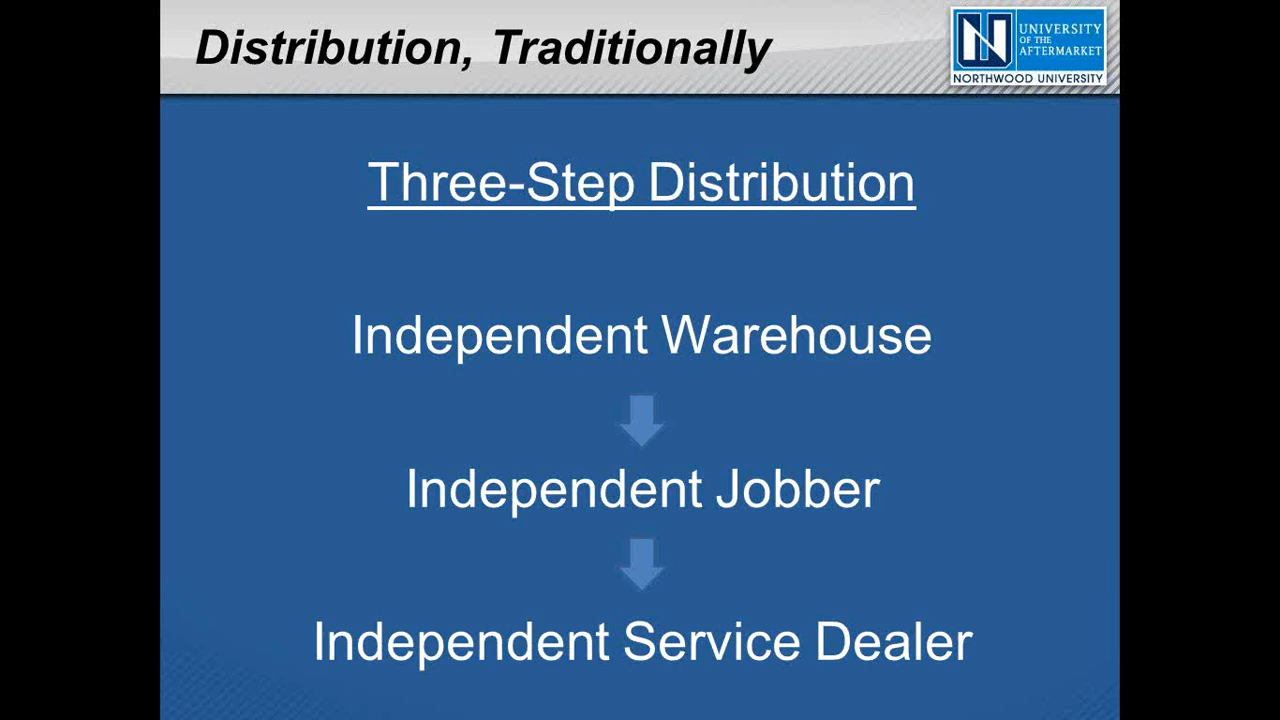 Distribution, Traditionally
N
UNIVERSITY
OF THE
AFTERMARKET
NORTHWOOD UNIVERSITY
Three-Step Distribution
Independent Warehouse
Independent Jobber
Independent Service Dealer